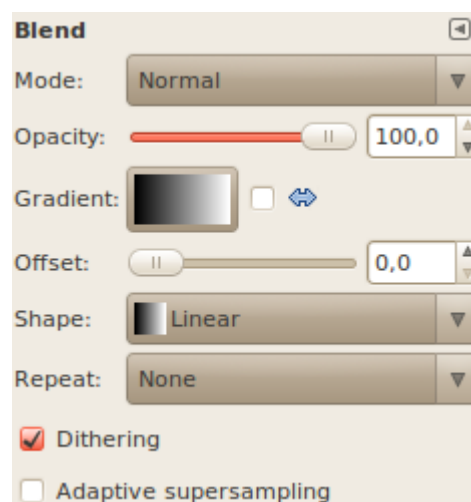 Blend
Mode: Normal
Opacity: 100,0
Gradient:
Offset: 0,0
Shape: Linear
Repeat: None
Dithering
Adaptive supersampling